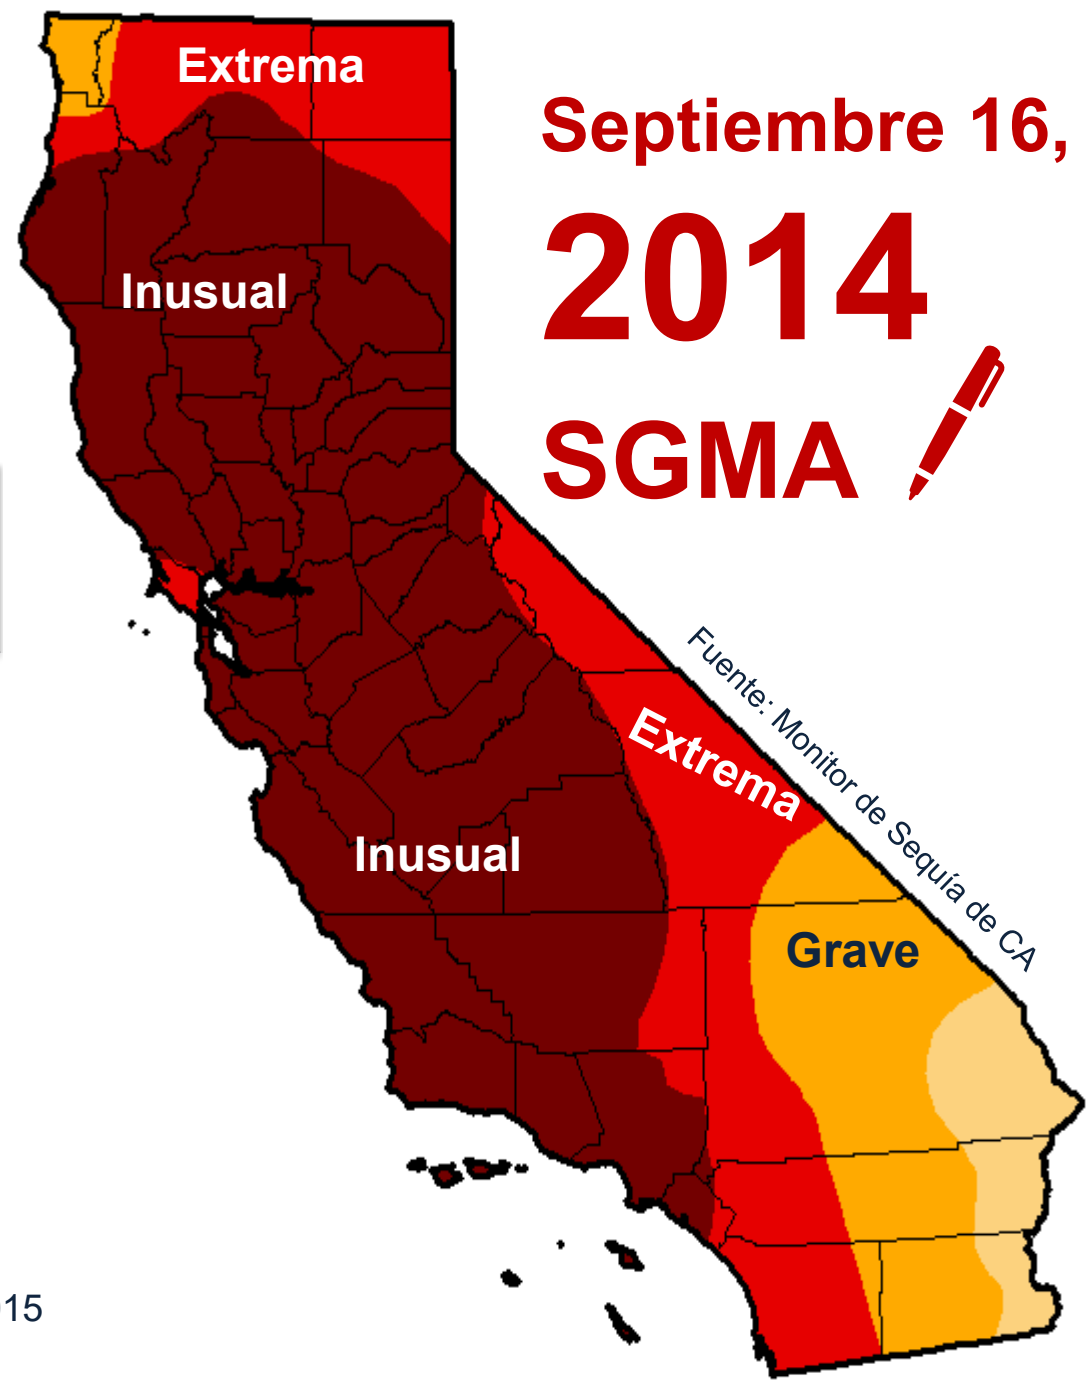 Extrema
Septiembre 16,
2014
Inusual
SGMA
Fuente: Monitor de Sequía de CA
Extrema
Inusual
Grave
15